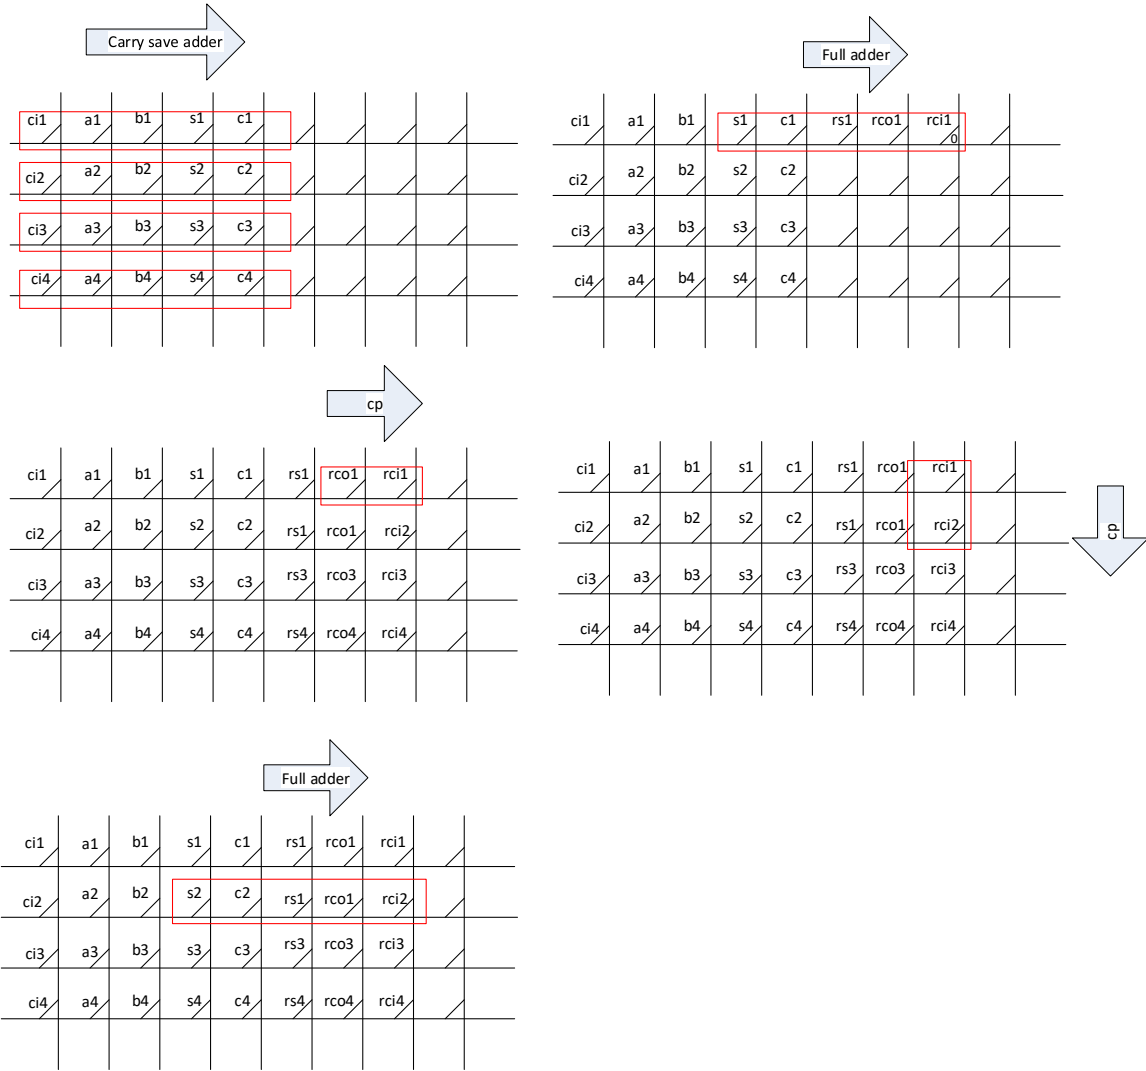 Carry save adder
ci1 a1 b1 s1 c1
ci2 a2 b2 s2 c2
ci3 a3 b3 s3 c3
ci4 a4 b4 s4 c4
Full adder
ci1 a1 b1 s1 c1 rs1 rco1 rci1
0
ci2 a2 b2 s2 c2
ci3 a3 b3 s3 c3
ci4 a4 b4 s4 c4
cp
ci1 a1 b1 s1 c1 rs1 rco1 rci1
ci2 a2 b2 s2 c2 rs1 rco1 rci2
ci3 a3 b3 s3 c3 rs3 rco3 rci3
ci4 a4 b4 s4 c4 rs4 rco4 rci4
cp
ci1 a1 b1 s1 c1 rs1 rco1 rci1
ci2 a2 b2 s2 c2 rs1 rco1 rci2
ci3 a3 b3 s3 c3 rs3 rco3 rci3
ci4 a4 b4 s4 c4 rs4 rco4 rci4
Full adder
ci1 a1 b1 s1 c1 rs1 rco1 rci1
ci2 a2 b2 s2 c2 rs1 rco1 rci2
ci3 a3 b3 s3 c3 rs3 rco3 rci3
ci4 a4 b4 s4 c4 rs4 rco4 rci4